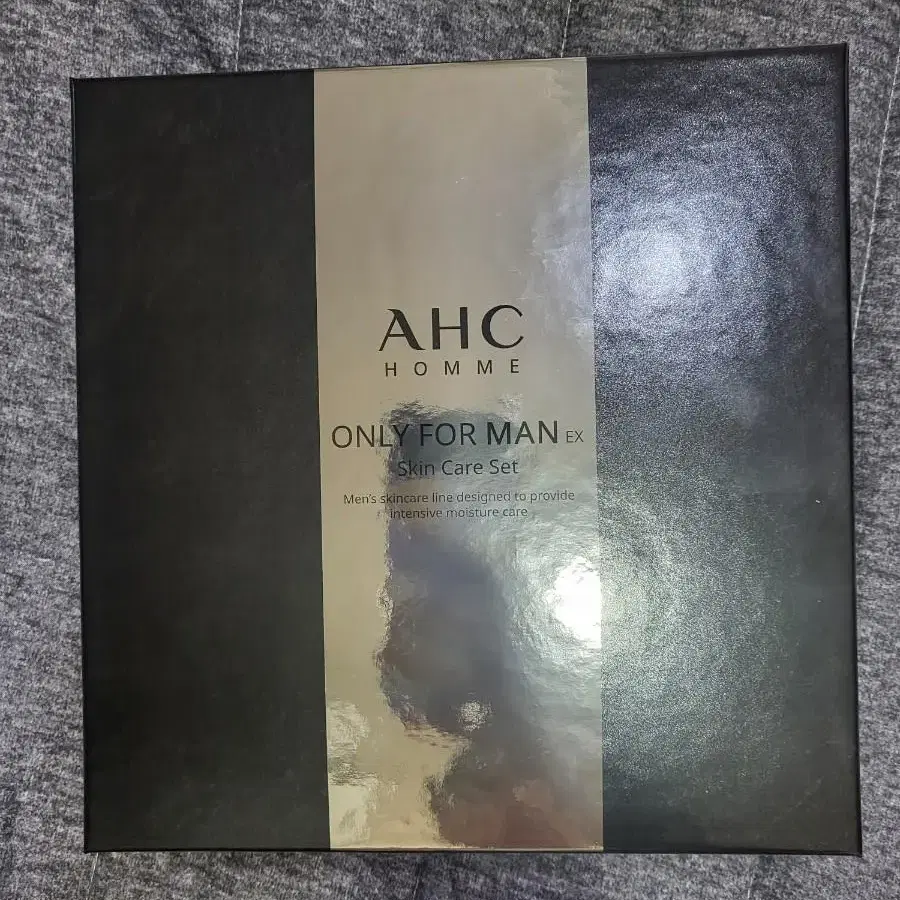 AHC
HOMME
ONLY FOR MAN EX
Skin Care Set
Men's skincare line designed to provide
intensive moisture care